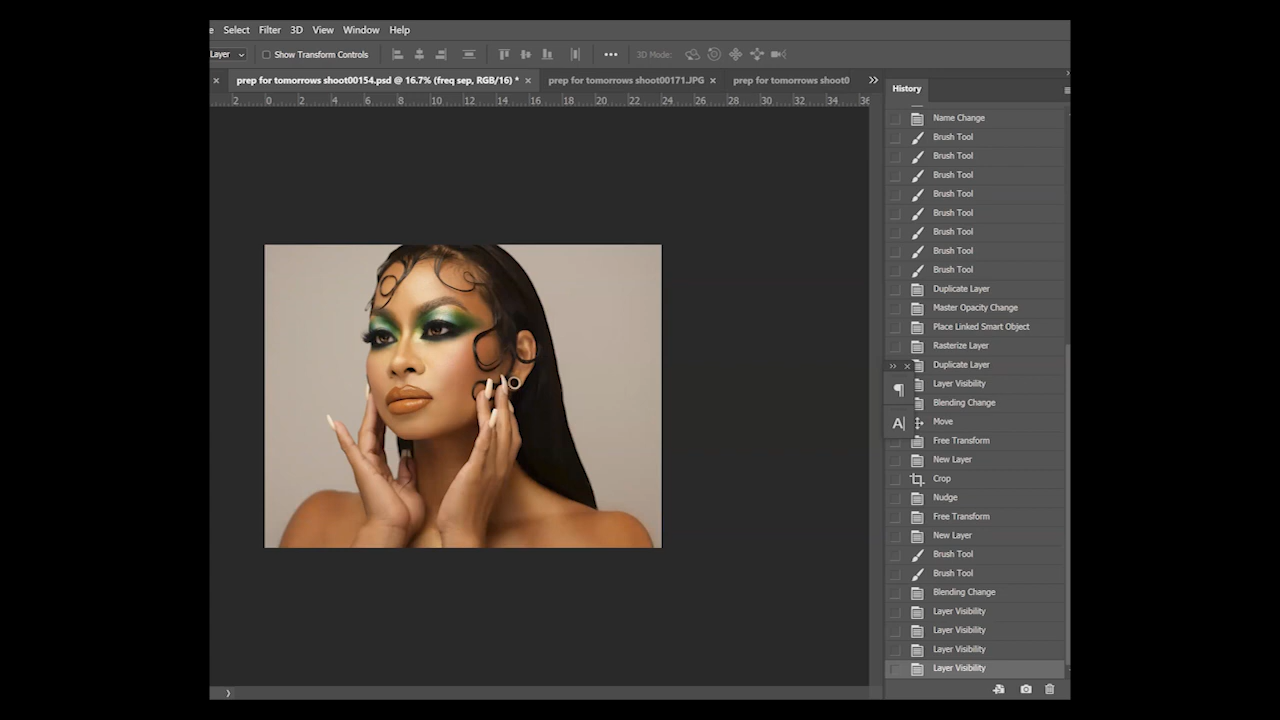 e Select Filter 3D View Window Help
Layer Show Transform Controls ••• 3D Mode:
prep for tomorrows shoot00154.psd @ 16.7% (freq sep, RGB/16) * × prep for tomorrows shoot00171.JPG × prep for tomorrows shoot0
2 0 2 4 6 8 10 12 14 16 18 20 22 24 26 28 30 32 34 36
History
Name Change
Brush Tool
Brush Tool
Brush Tool
Brush Tool
Brush Tool
Brush Tool
Brush Tool
Brush Tool
Duplicate Layer
Master Opacity Change
Place Linked Smart Object
Rasterize Layer
Duplicate Layer
Layer Visibility
Blending Change
Move
Free Transform
New Layer
Crop
Nudge
Free Transform
New Layer
Brush Tool
Brush Tool
Blending Change
Layer Visibility
Layer Visibility
Layer Visibility
Layer Visibility
¶
A